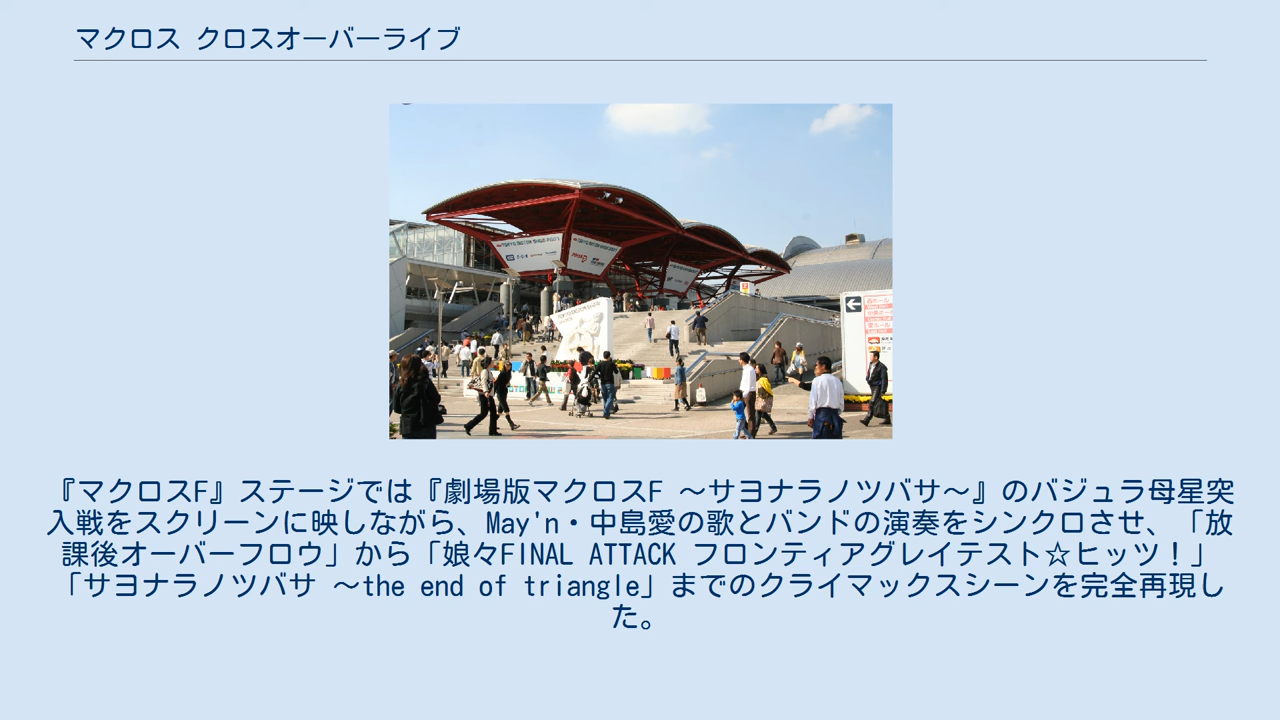 マクロス クロスオーバーライブ
『マクロスF』ステージでは『劇場版マクロスF ～サヨナラノツバサ～』のバジュラ母星突
入戦をスクリーンに映しながら、May'n・中島愛の歌とバンドの演奏をシンクロさせ、「放
課後オーバーフロウ」から「娘々FINAL ATTACK フロンティアグレイテスト☆ヒッツ！」
「サヨナラノツバサ ～the end of triangle」までのクライマックスシーンを完全再現し
た。